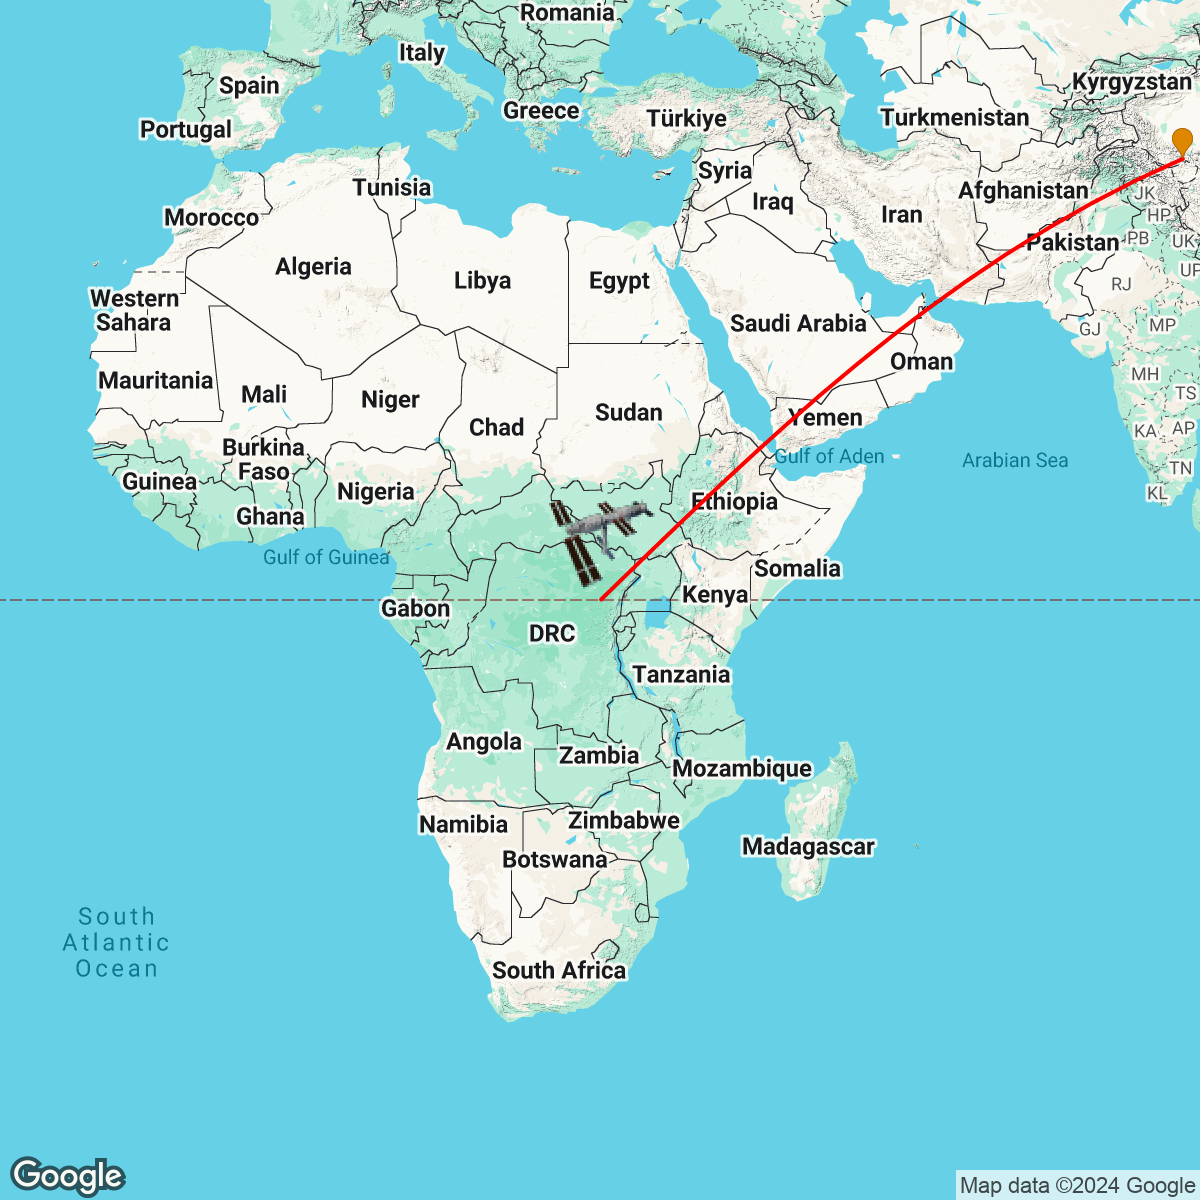 Romania
Italy
Spain
Kyrgyzstan
Greece
Türkiye
Turkmenistan
Portugal
Syria
Tunisia
Afghanistan
JK
Iraq
Iran
HP
Morocco
PB
Pakistan
UK
Algeria
Libya
Egypt
UP
RJ
Western
Sahara
Saudi Arabia
GJ
MP
Oman
Mauritania
MH
Mali
Niger
TS
Sudan
Yemen
Chad
KA
AP
Burkina
Faso
Gulf of Aden
Arabian Sea
TN
Guinea
Nigeria
KL
Ethiopia
Ghana
Gulf of Guinea
Somalia
Gabon
Kenya
DRC
Tanzania
Angola
Zambia
Mozambique
Namibia
Zimbabwe
Madagascar
Botswana
South
Atlantic
Ocean
South Africa
Google
Map data ©2024 Google